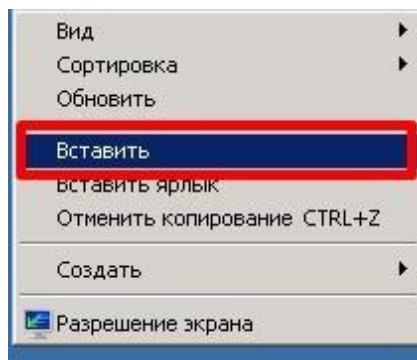 Вид
Сортировка
Обновить
Вставить
Вставить ярлык
Отменить копирование CTRL+Z
Создать
Разрешение экрана